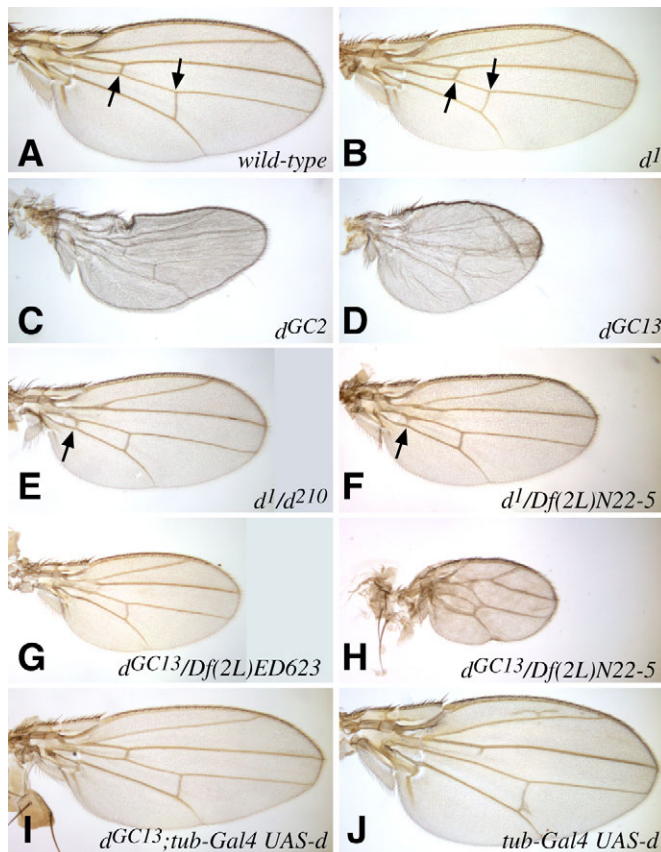 A wild-type
B d1
C dGC2
D dGC13
E d1/d210
F d1/Df(2L)N22-5
G dGC13/Df(2L)ED623
H dGC13/Df(2L)N22-5
I dGC13;tub-Gal4 UAS-d
J tub-Gal4 UAS-d